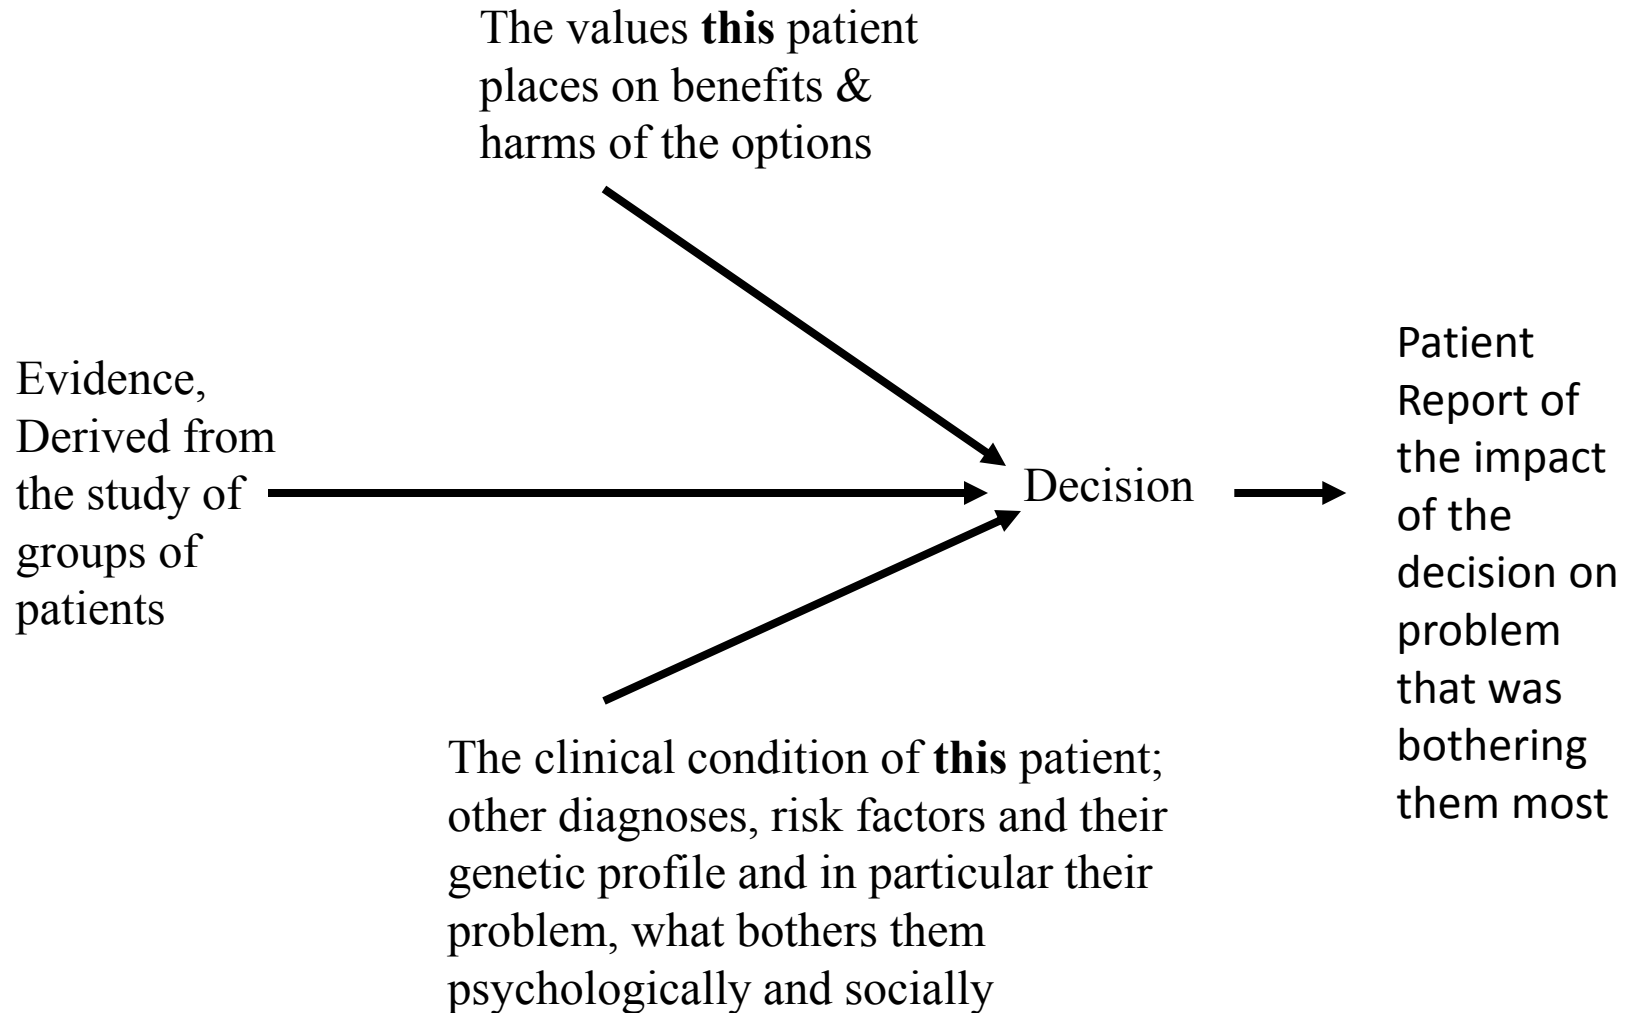 The values this patient
places on benefits &
harms of the options
Evidence,
Derived from
the study of
groups of
patients
Decision
Patient
Report of
the impact
of the
decision on
problem
that was
bothering
them most
The clinical condition of this patient;
other diagnoses, risk factors and their
genetic profile and in particular their
problem, what bothers them
psychologically and socially